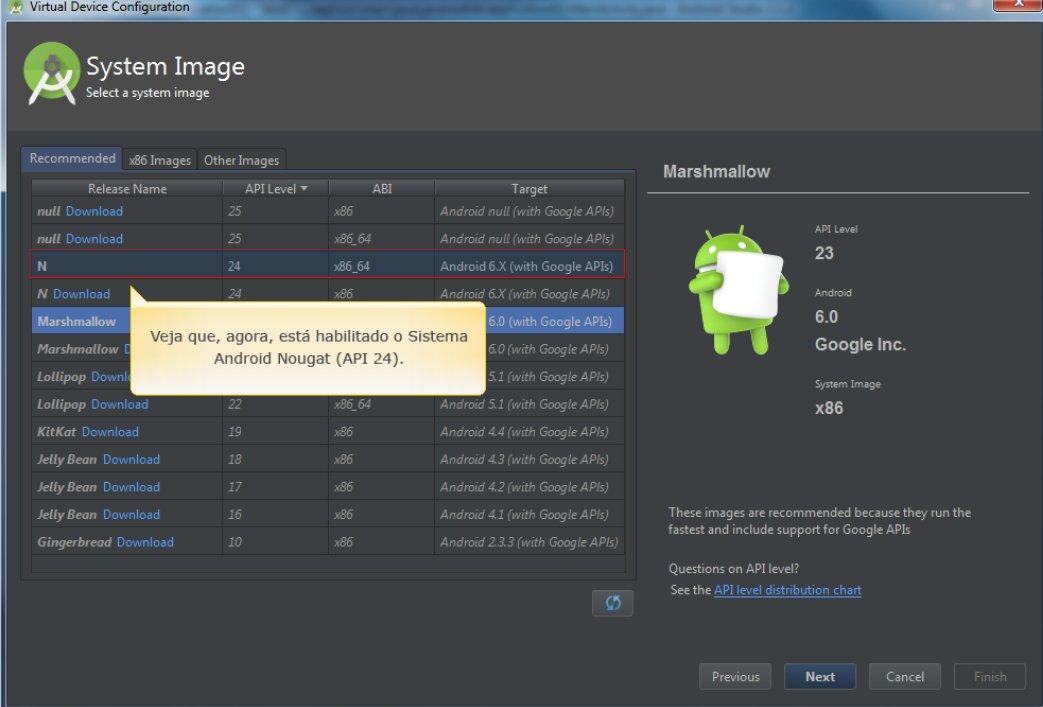 Virtual Device Configuration
System Image
Select a system image
Recommended x86 Images Other Images
Release Name API Level ABI Target
null Download 25 x86 Android null (with Google APIs)
null Download 25 x86_64 Android null (with Google APIs)
N 24 x86_64 Android 6.X (with Google APIs)
N Download 24 x86 Android 6.X (with Google APIs)
Marshmallow 6.0 (with Google APIs)
Marshmallow D 6.0 (with Google APIs)
Lollipop Downl 5.1 (with Google APIs)
Lollipop Download 22 x86_64 Android 5.1 (with Google APIs)
KitKat Download 19 x86 Android 4.4 (with Google APIs)
Jelly Bean Download 18 x86 Android 4.3 (with Google APIs)
Jelly Bean Download 17 x86 Android 4.2 (with Google APIs)
Jelly Bean Download 16 x86 Android 4.1 (with Google APIs)
Gingerbread Download 10 x86 Android 2.3.3 (with Google APIs)
Veja que, agora, está habilitado o Sistema
Android Nougat (API 24).
Marshmallow
API Level
23
Android
6.0
Google Inc.
System Image
x86
These images are recommended because they run the
fastest and include support for Google APIs
Questions on API level?
See the API level distribution chart
Previous Next Cancel Finish